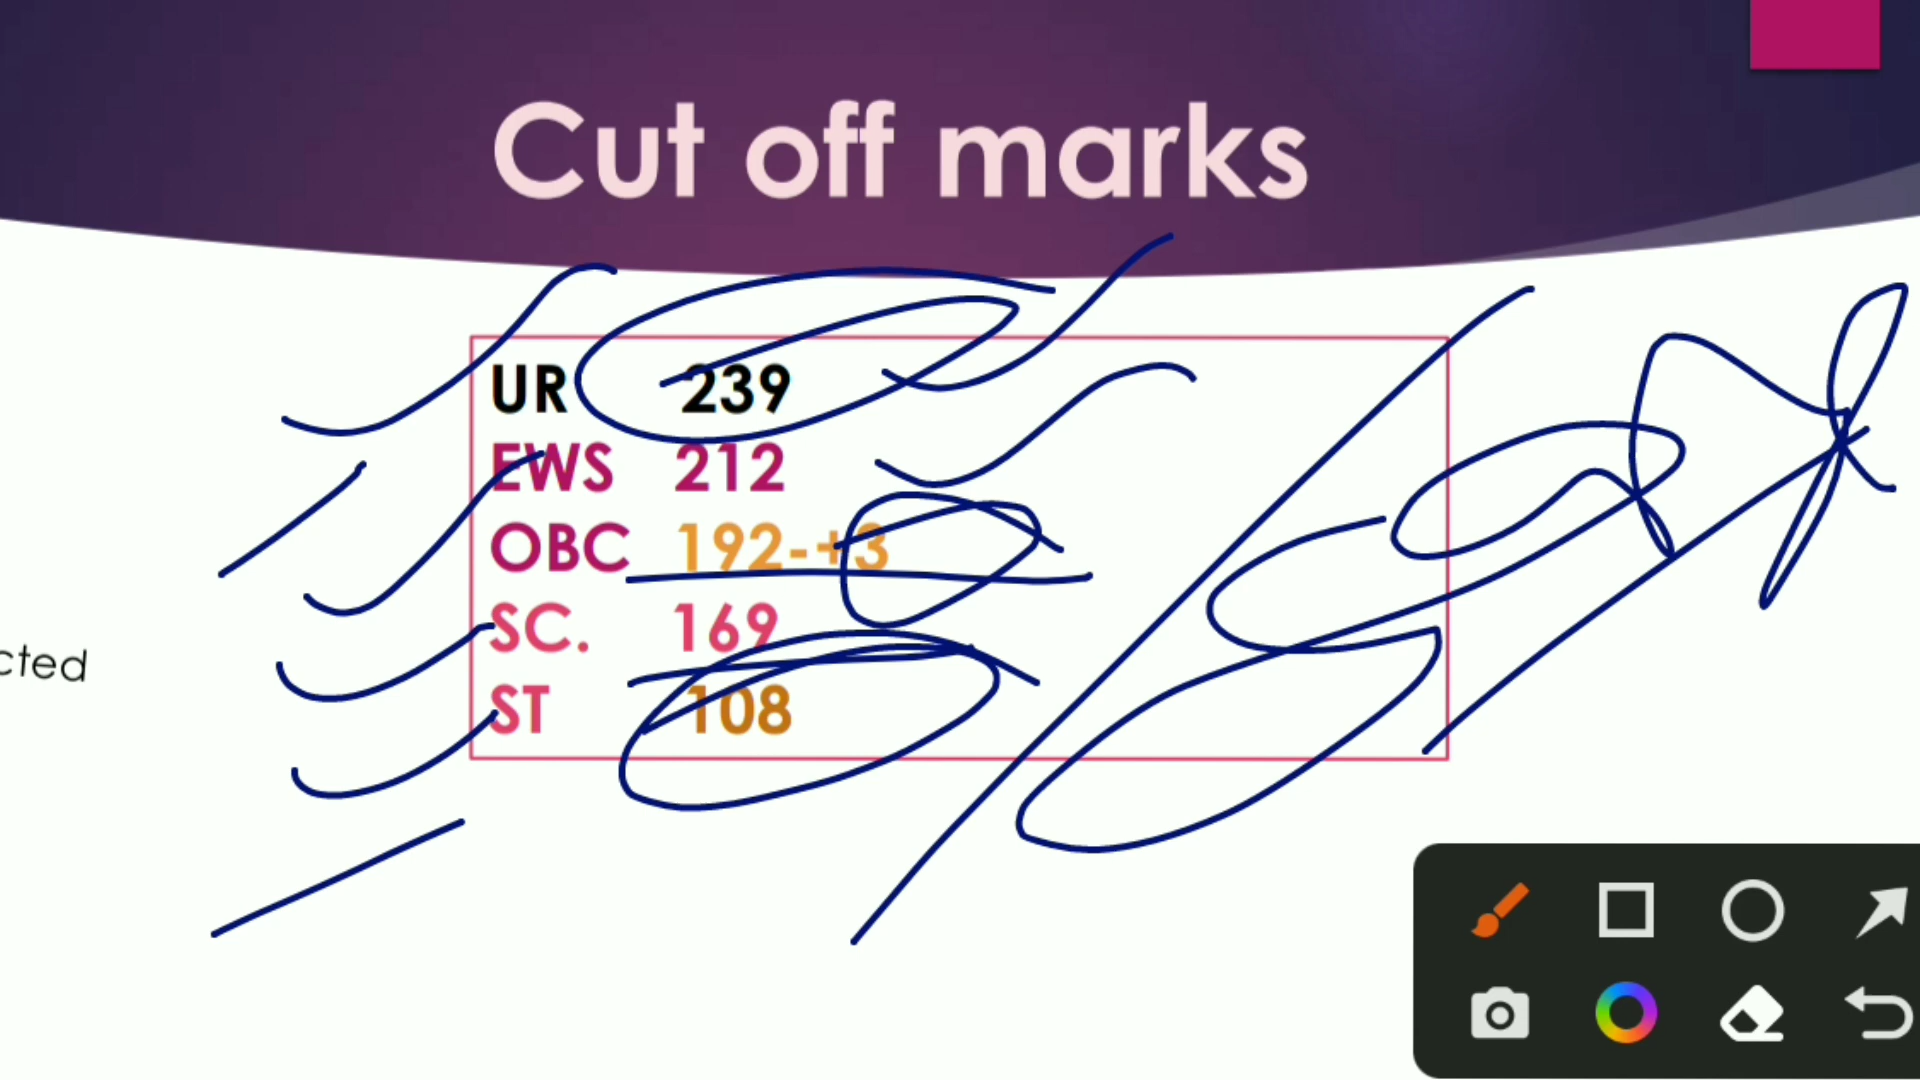 Cut off marks
UR 239
EWS 212
OBC 192-+3
SC. 169
ST 108
cted